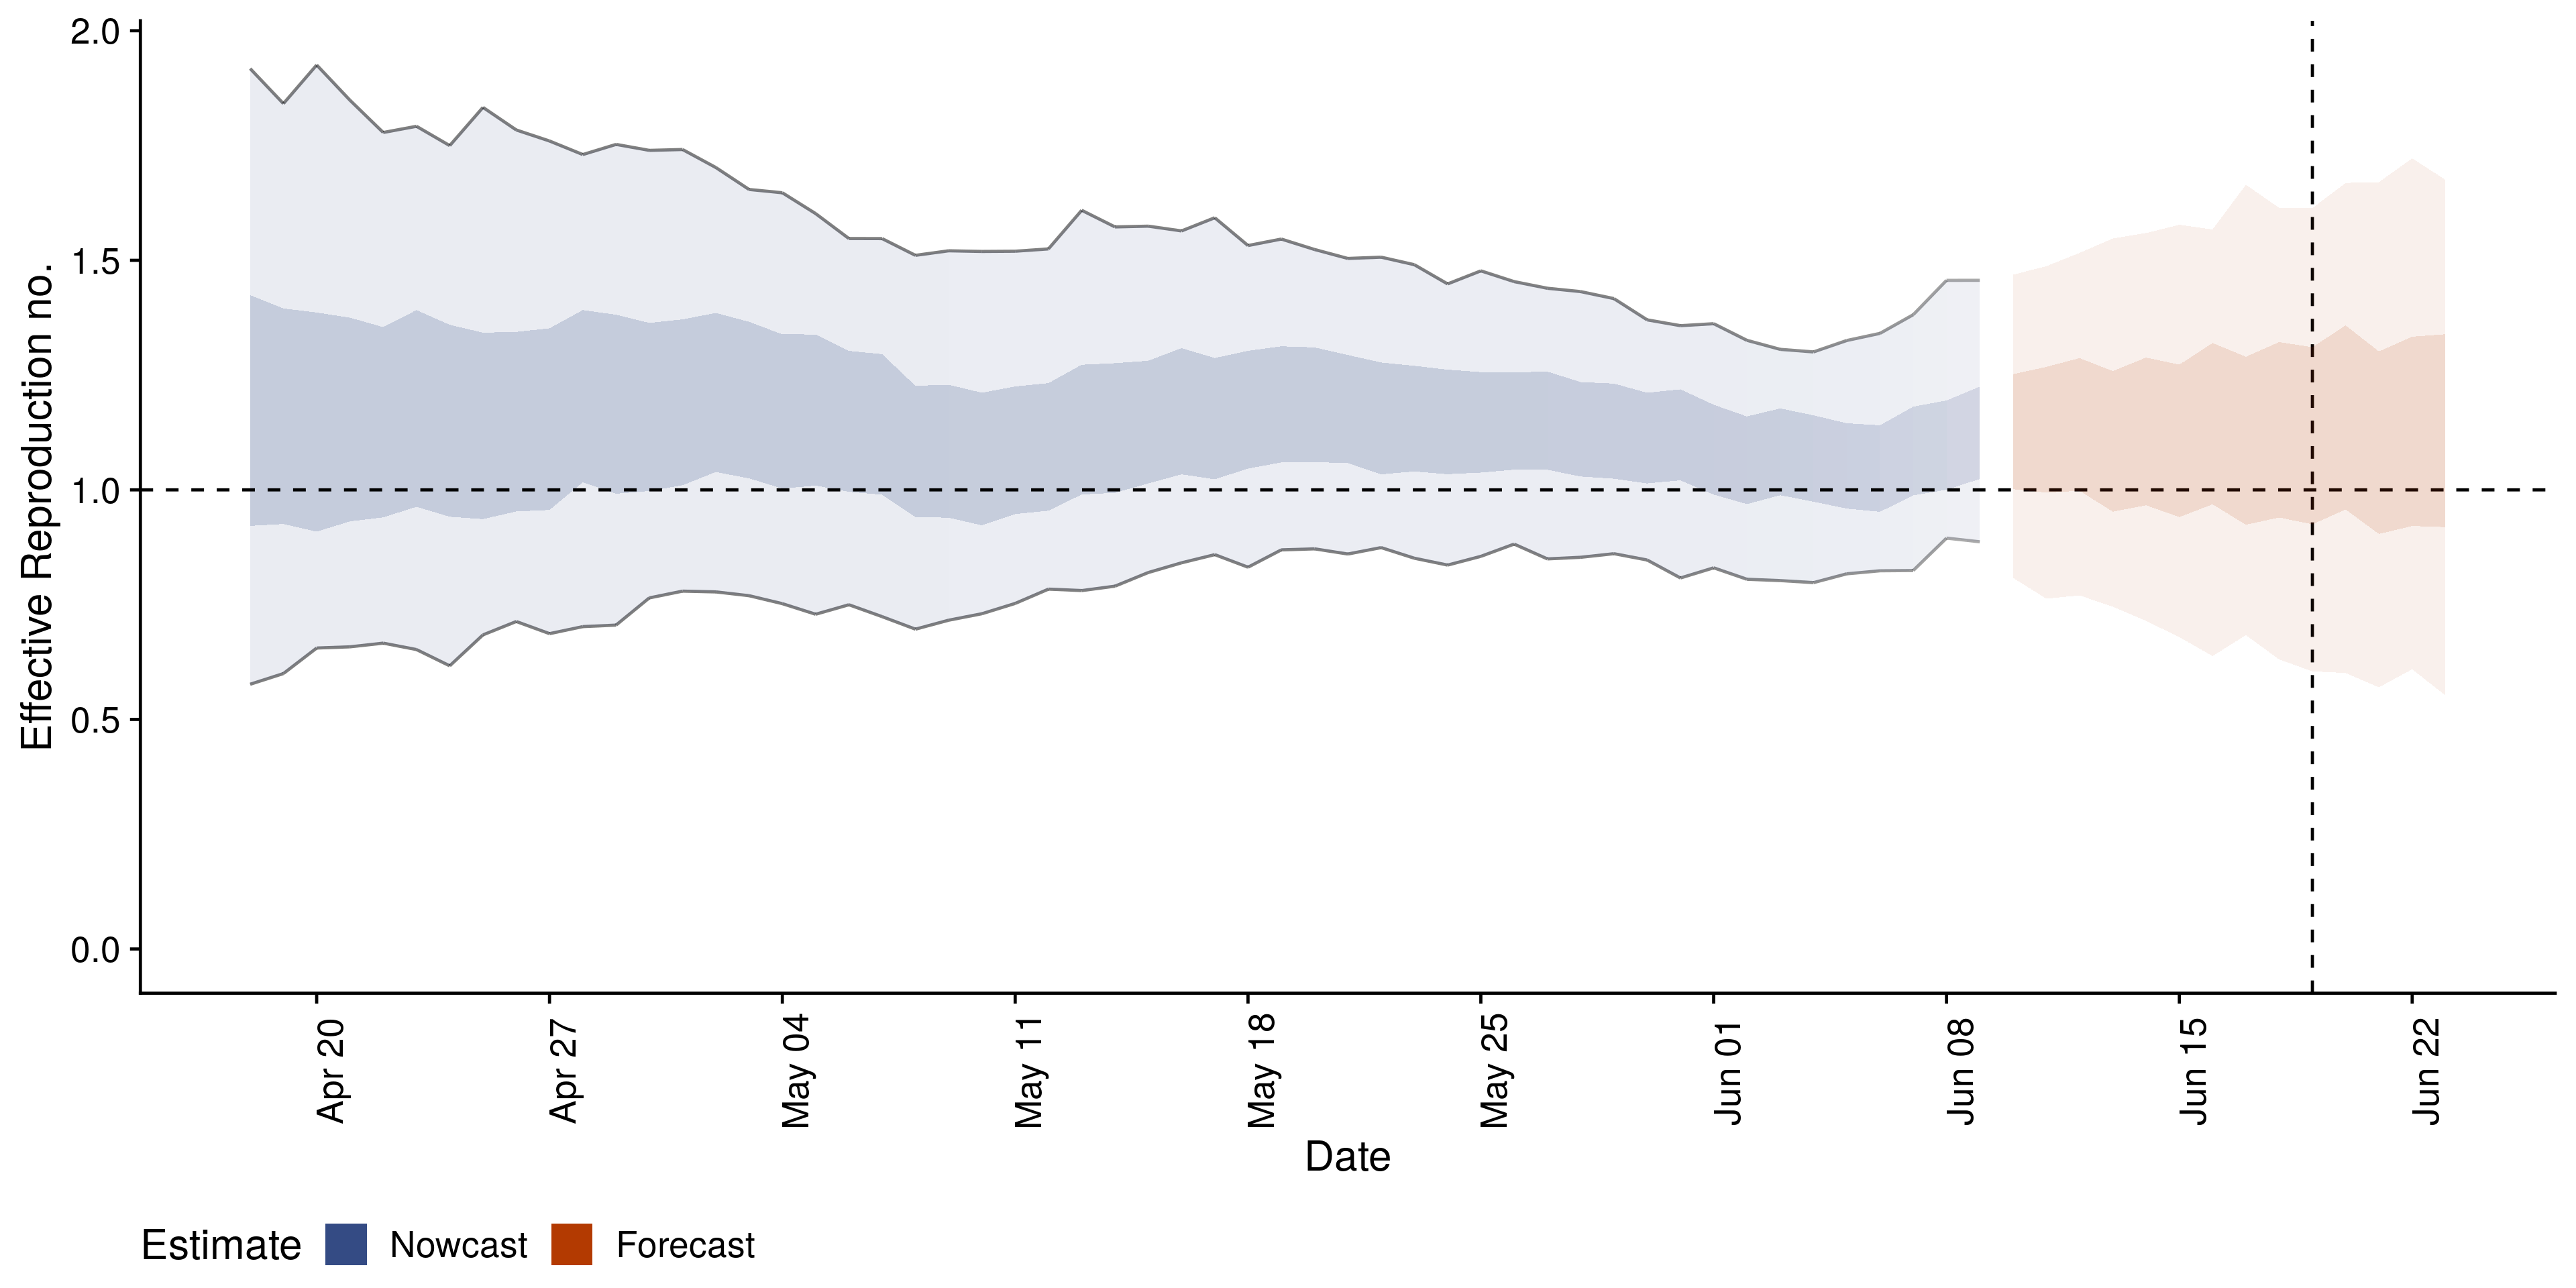 Effective Reproduction no.
2.0
1.5
1.0
0.5
0.0
Apr 20
Apr 27
May 04
May 11
May 18
May 25
Jun 01
Jun 08
Jun 15
Jun 22
Date
Estimate Nowcast Forecast